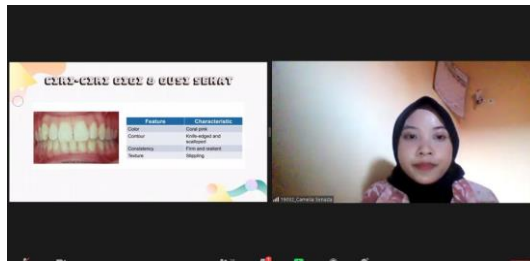 CIRI-CIRI GIGI & GUSI SEHAT
Feature Characteristic
Color Coral pink
Contour Knife-edged and
scalloped
Consistency Firm and resilient
Texture Stippling